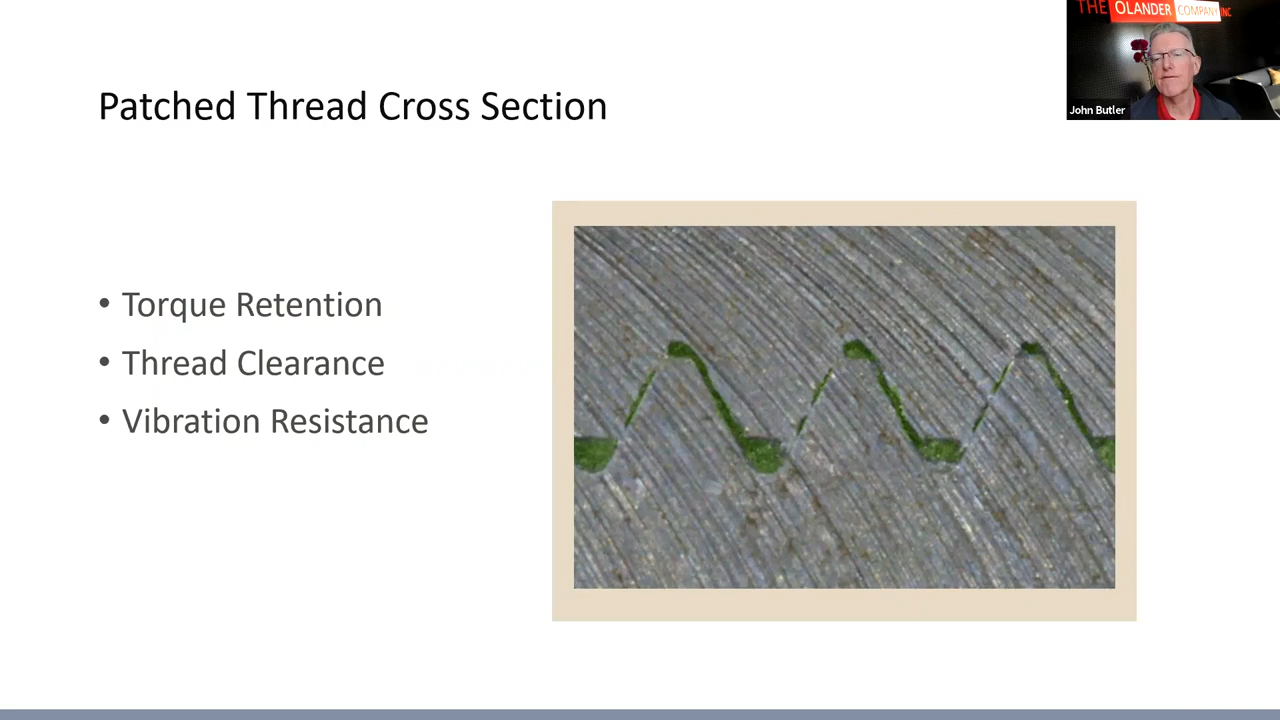 THE OLANDER COMPANY INC
John Butler
Patched Thread Cross Section
• Torque Retention
• Thread Clearance
• Vibration Resistance